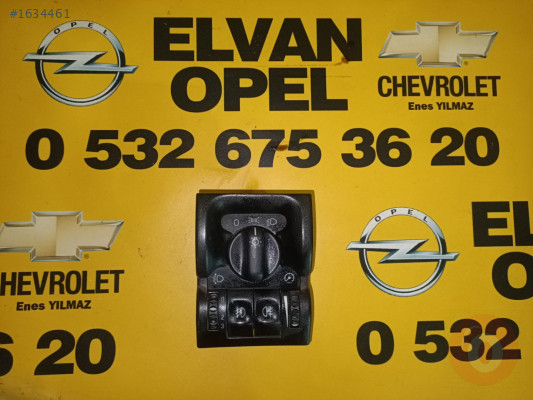 #1634461
OPEL
ELVAN
OPEL
CHEVROLET
Enes YILMAZ
0 532 675 36 20
0
CHEVROLET
Enes YILMAZ
OPEL
EL
O
6 20
0 532